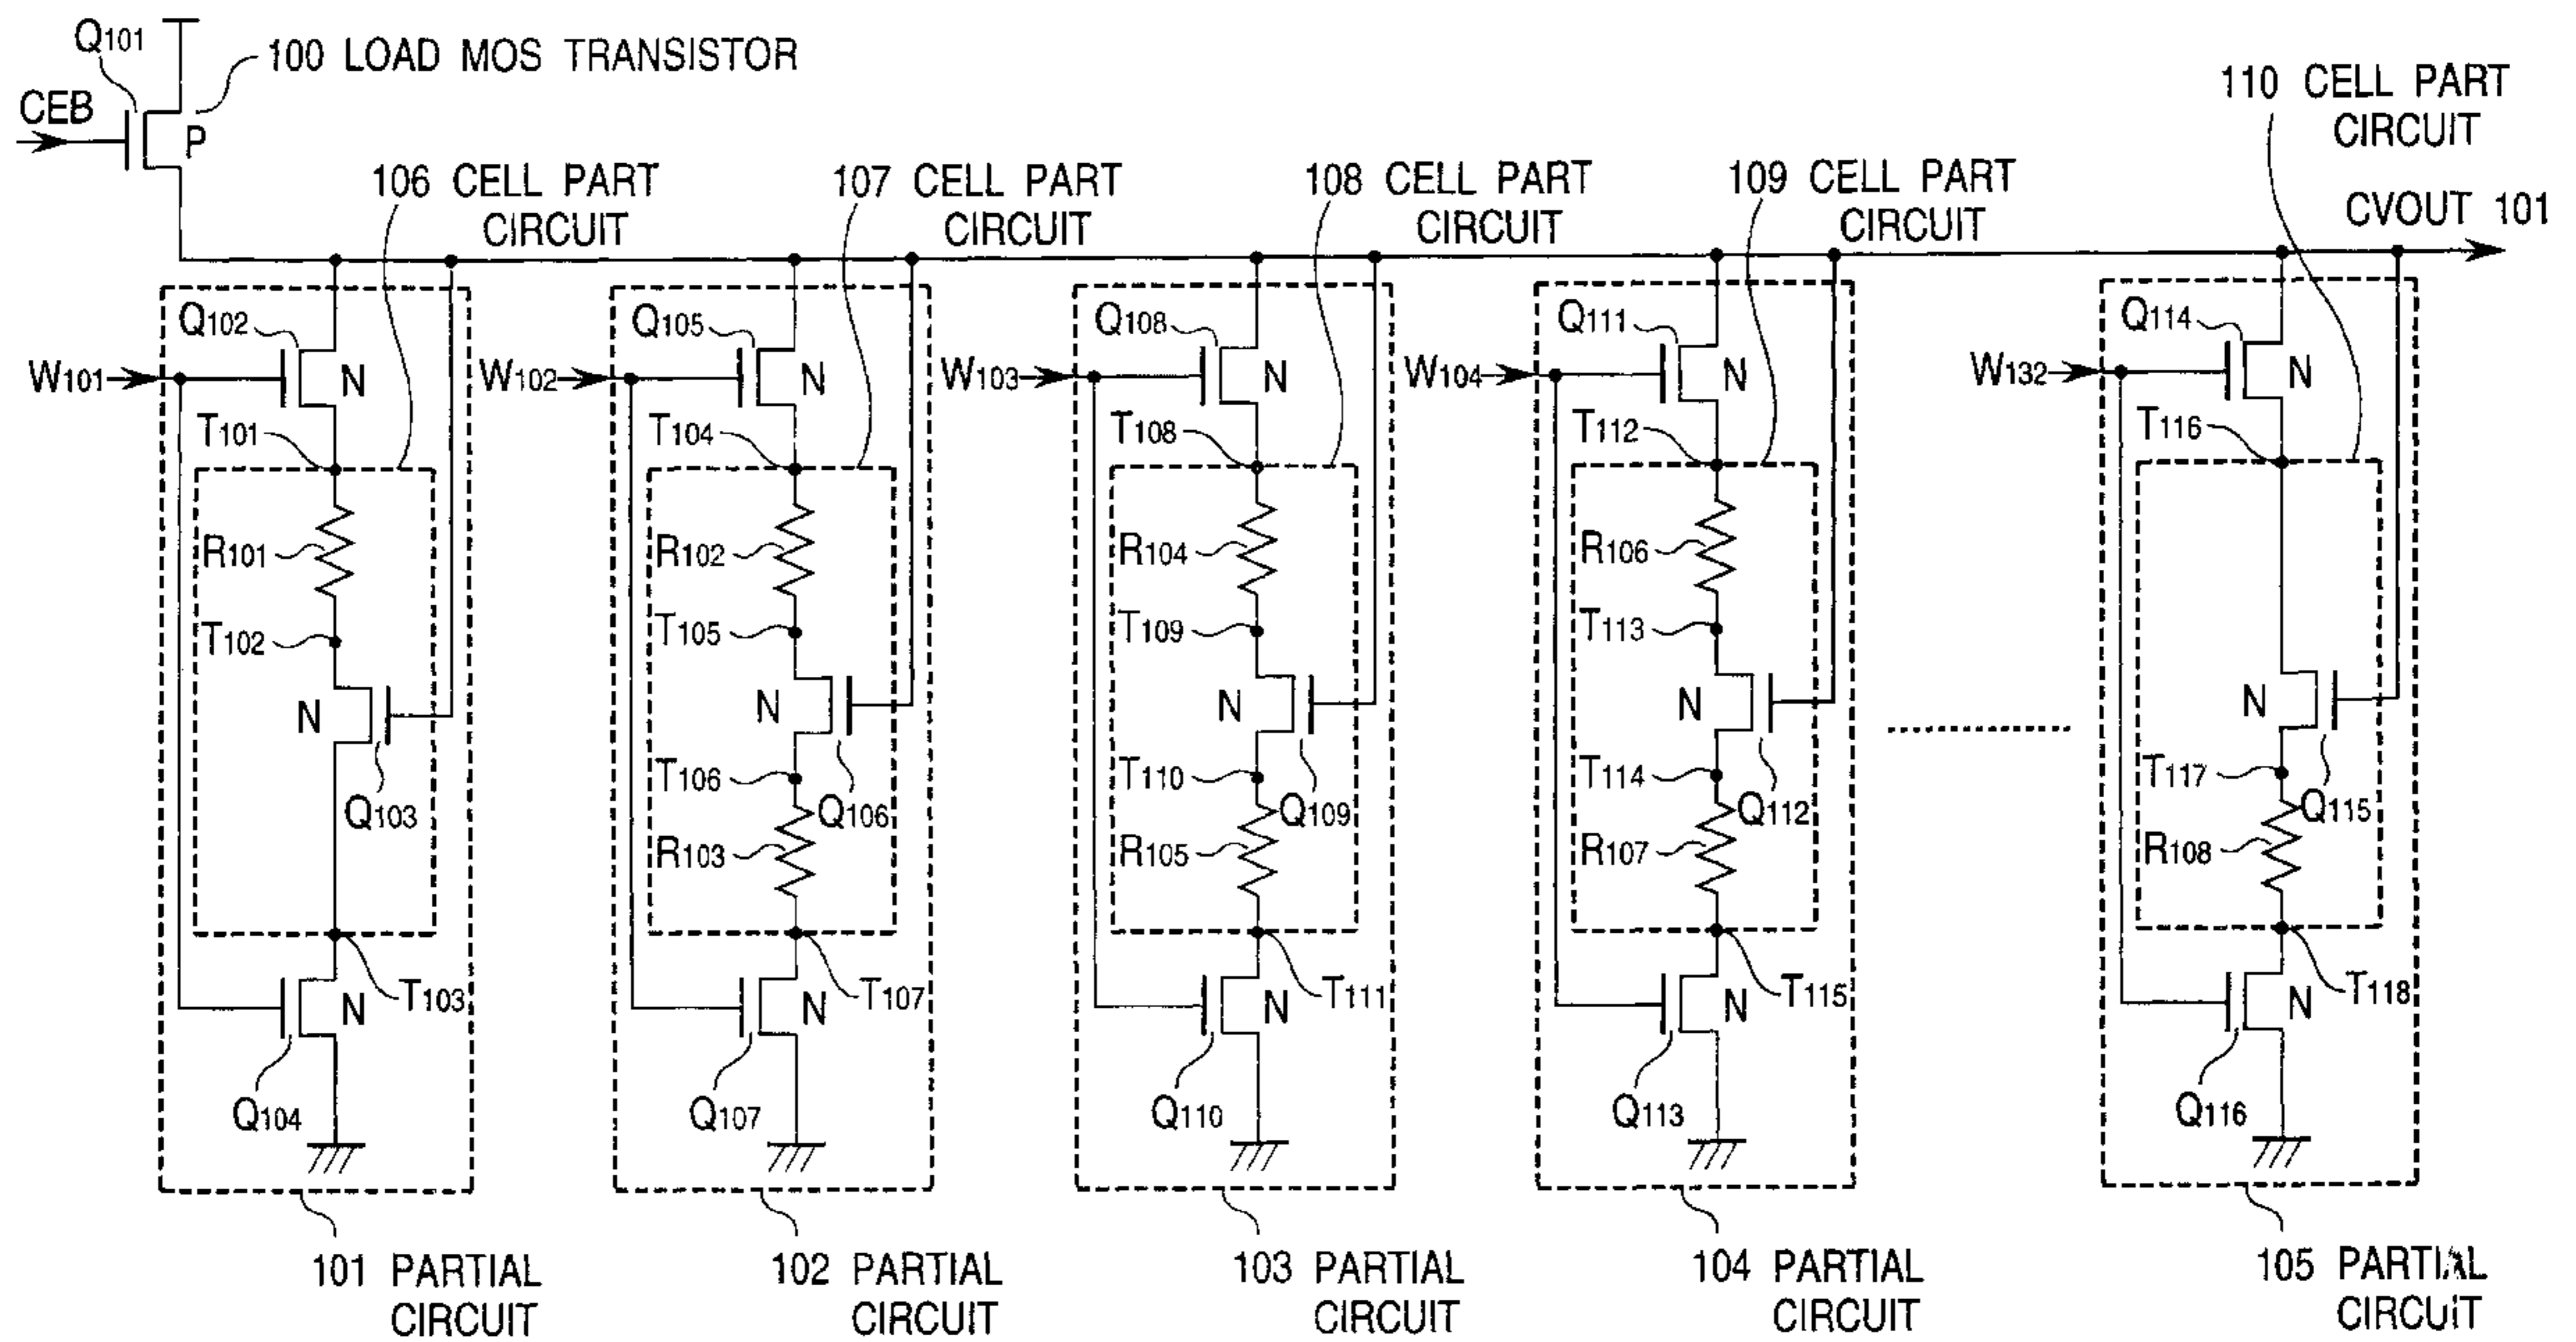 Q101
100 LOAD MOS TRANSISTOR
CEB
P
110 CELL PART
CIRCUIT
106 CELL PART
CIRCUIT
107 CELL PART
CIRCUIT
108 CELL PART
CIRCUIT
109 CELL PART
CIRCUIT
CVOUT 101
Q102
Q105
Q108
Q111
Q114
W101
N
W102
N
W103
N
W104
N
W132
N
T101
T104
T108
T112
T116
R101
R102
R104
R106
T102
T105
T109
T113
N
N
N
N
N
T106
T110
T114
T117
Q103
Q106
Q109
Q112
Q115
R103
R105
R107
R108
N
T103
N
T107
N
T111
N
T115
N
T118
Q104
Q107
Q110
Q113
Q116
101 PARTIAL
CIRCUIT
102 PARTIAL
CIRCUIT
103 PARTIAL
CIRCUIT
104 PARTIAL
CIRCUIT
105 PARTIAL
CIRCUIT